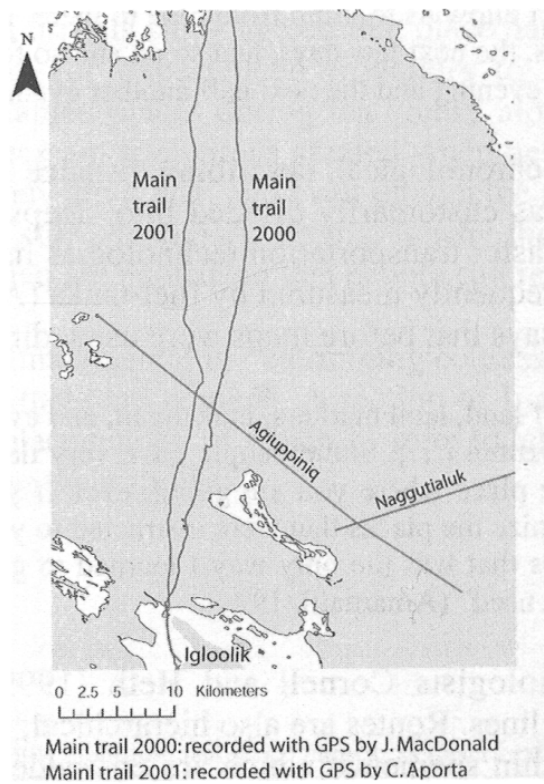 N
Main
trail
2001
Main
trail
2000
Agiuppiniq
Naggutialuk
Igloolik
0 2.5 5 10 Kilometers
Main trail 2000: recorded with GPS by J. MacDonald
Mainl trail 2001: recorded with GPS by C. Aporta